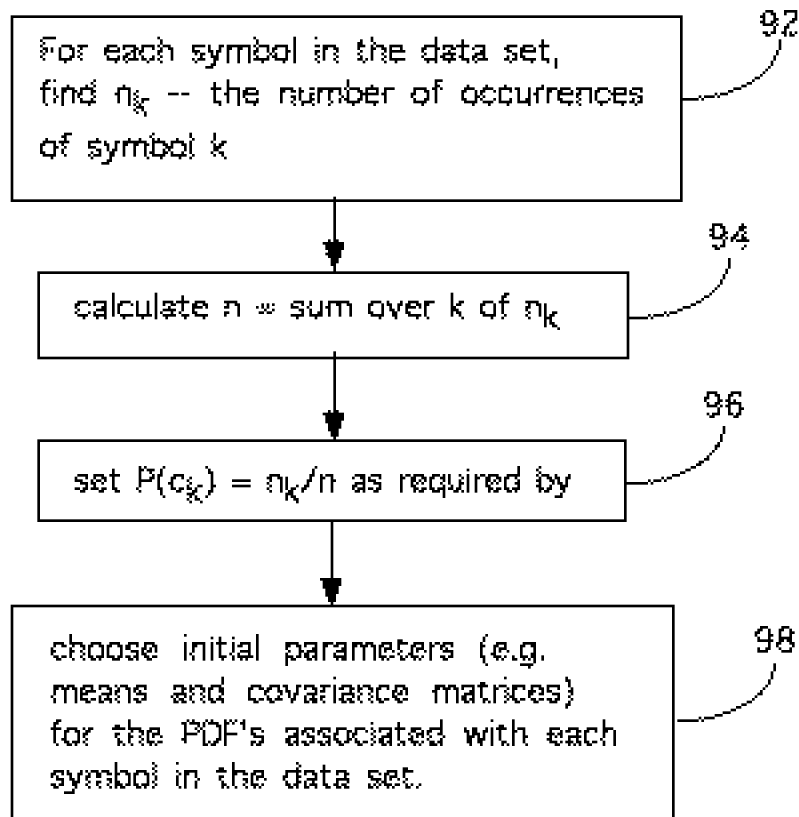 92
For each symbol in the data set,
find nk -- the number of occurrences
of symbol k
94
calculate n = sum over k of nk
96
set P(ck) = nk/n as required by
98
choose initial parameters (e.g.
means and covariance matrices)
for the PDF's associated with each
symbol in the data set.